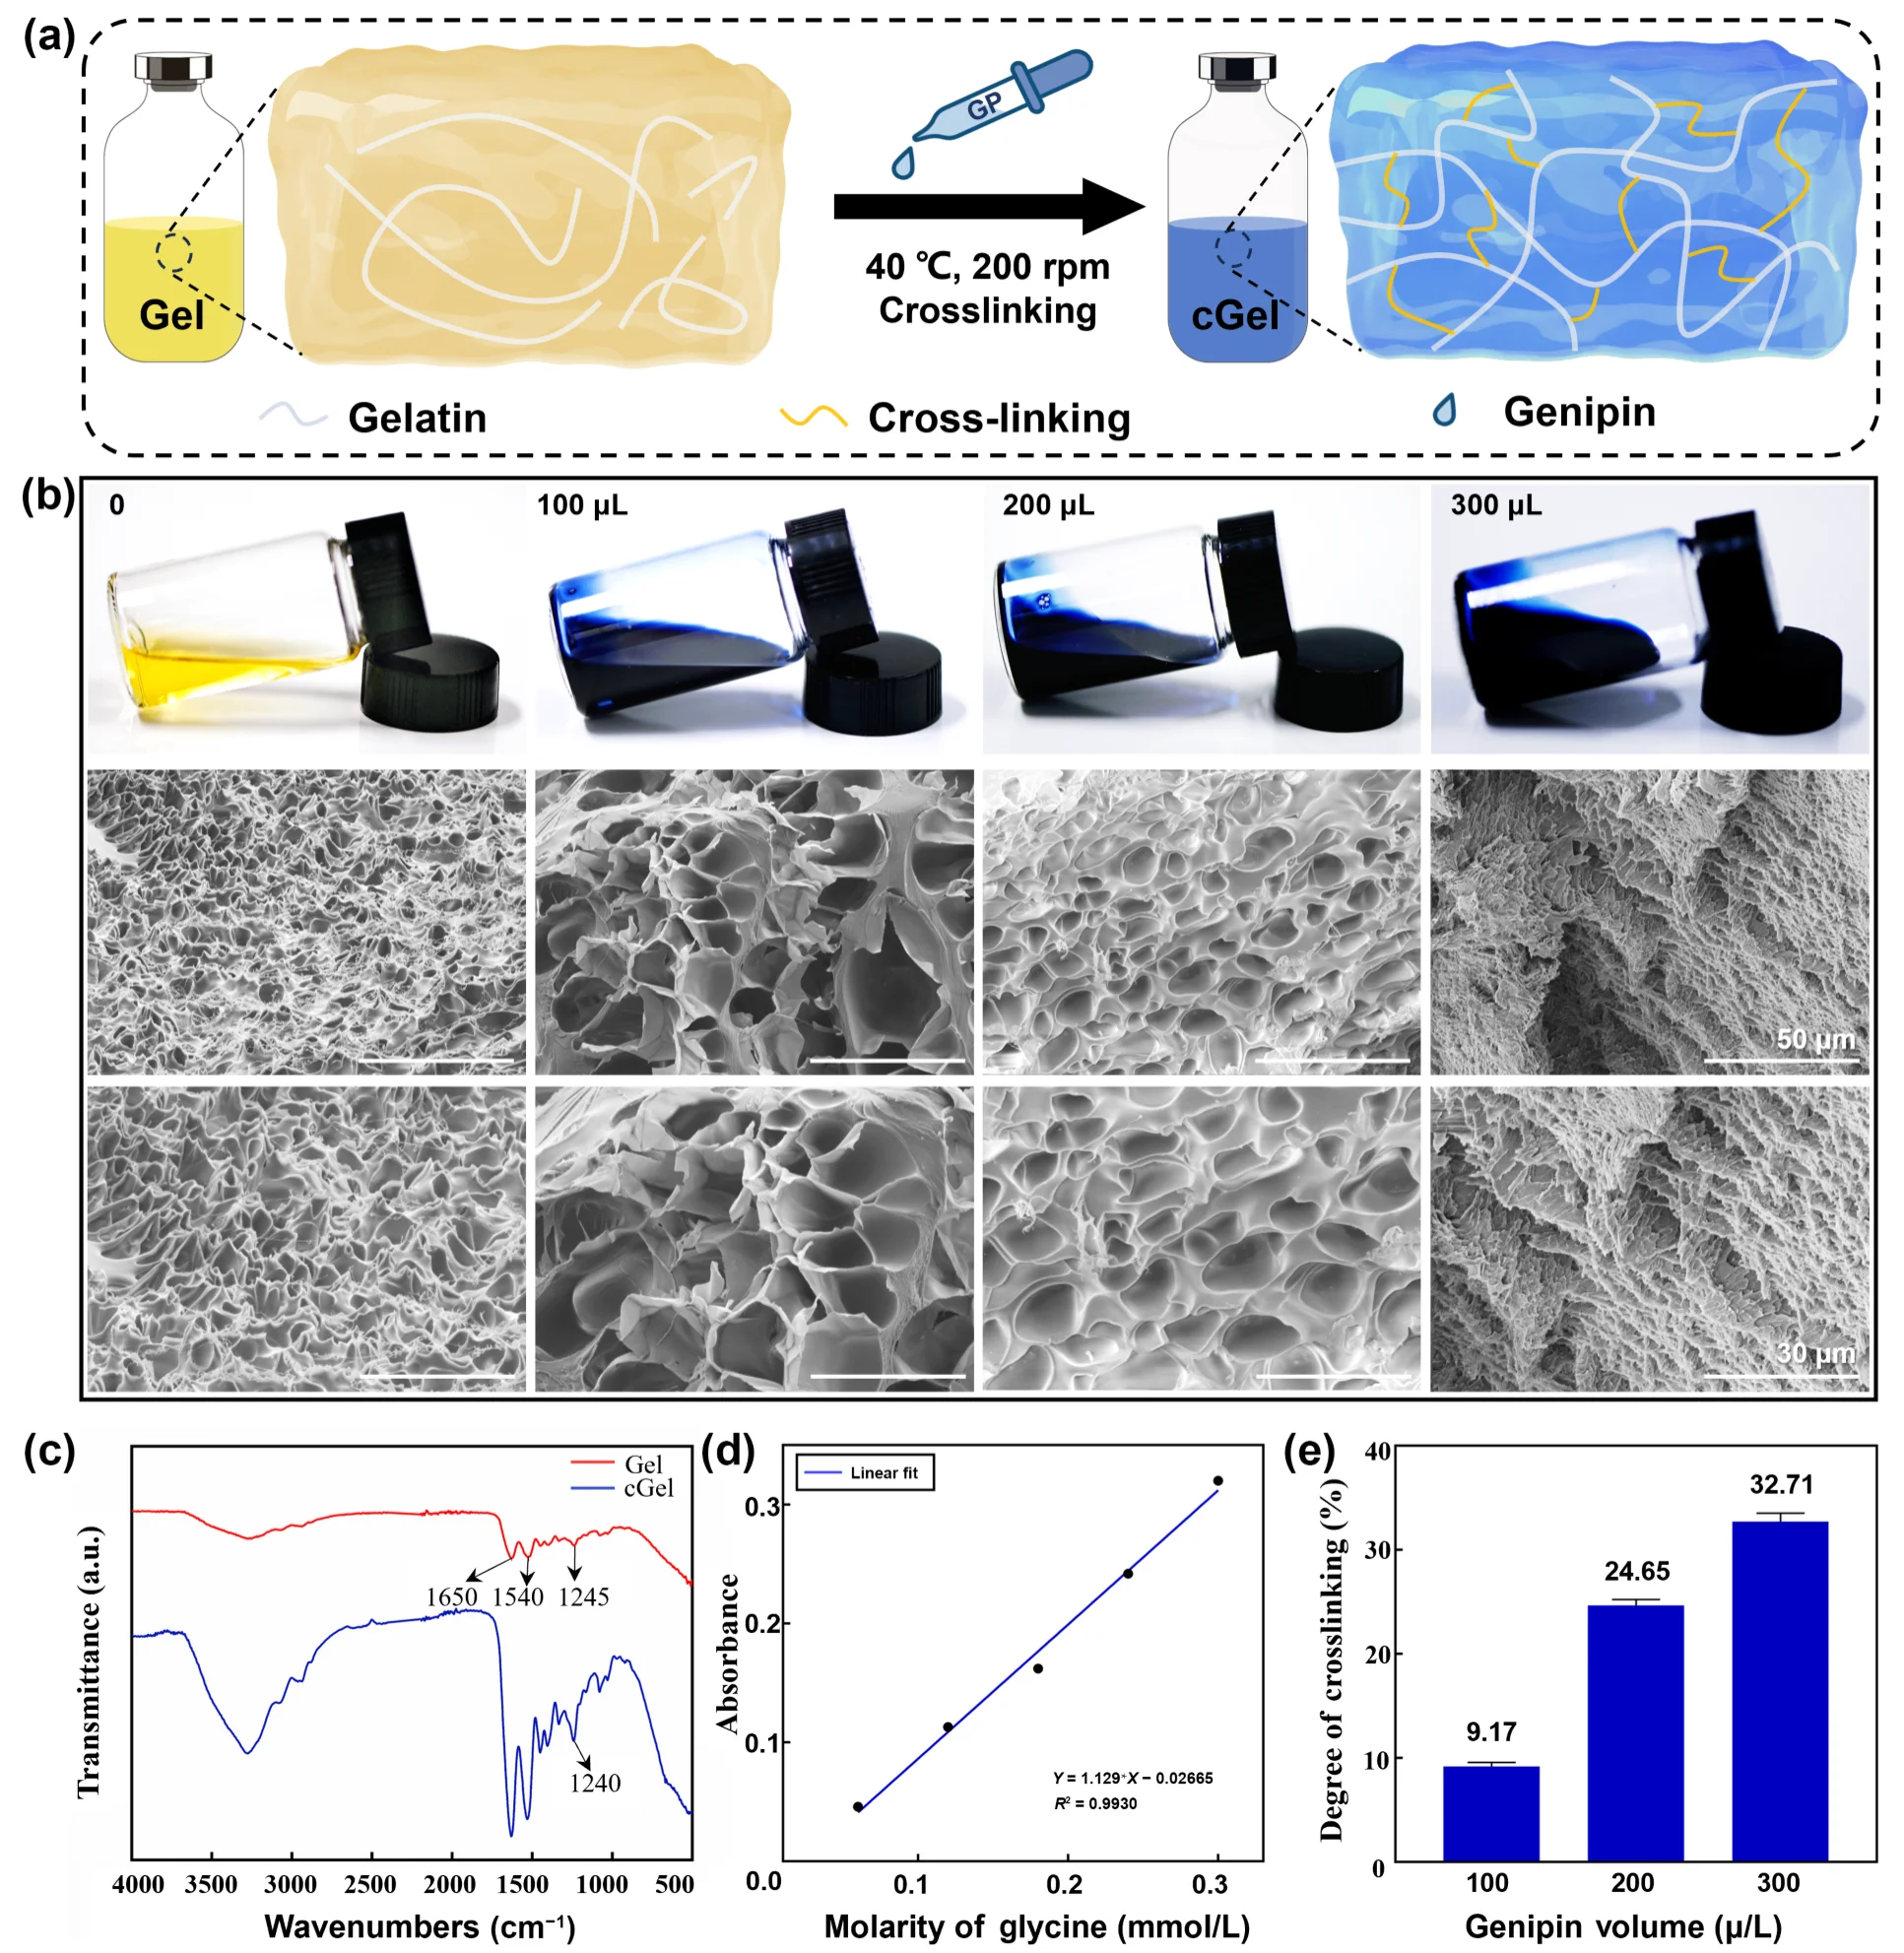 (a)
GP
40 ℃, 200 rpm
Crosslinking
Gel
cGel
Gelatin
Cross-linking
Genipin
(b)
0
100 μL
200 μL
300 μL
50 μm
30 μm
(c)
Gel
cGel
1650
1540
1245
1240
Transmittance (a.u.)
4000 3500 3000 2500 2000 1500 1000 500
Wavenumbers (cm⁻¹)
(d)
Linear fit
0.3
0.2
0.1
0.0
Absorbance
Y = 1.129*X − 0.02665
R² = 0.9930
0.1 0.2 0.3
Molarity of glycine (mmol/L)
(e)
40
30
20
10
0
Degree of crosslinking (%)
9.17
24.65
32.71
100 200 300
Genipin volume (μ/L)